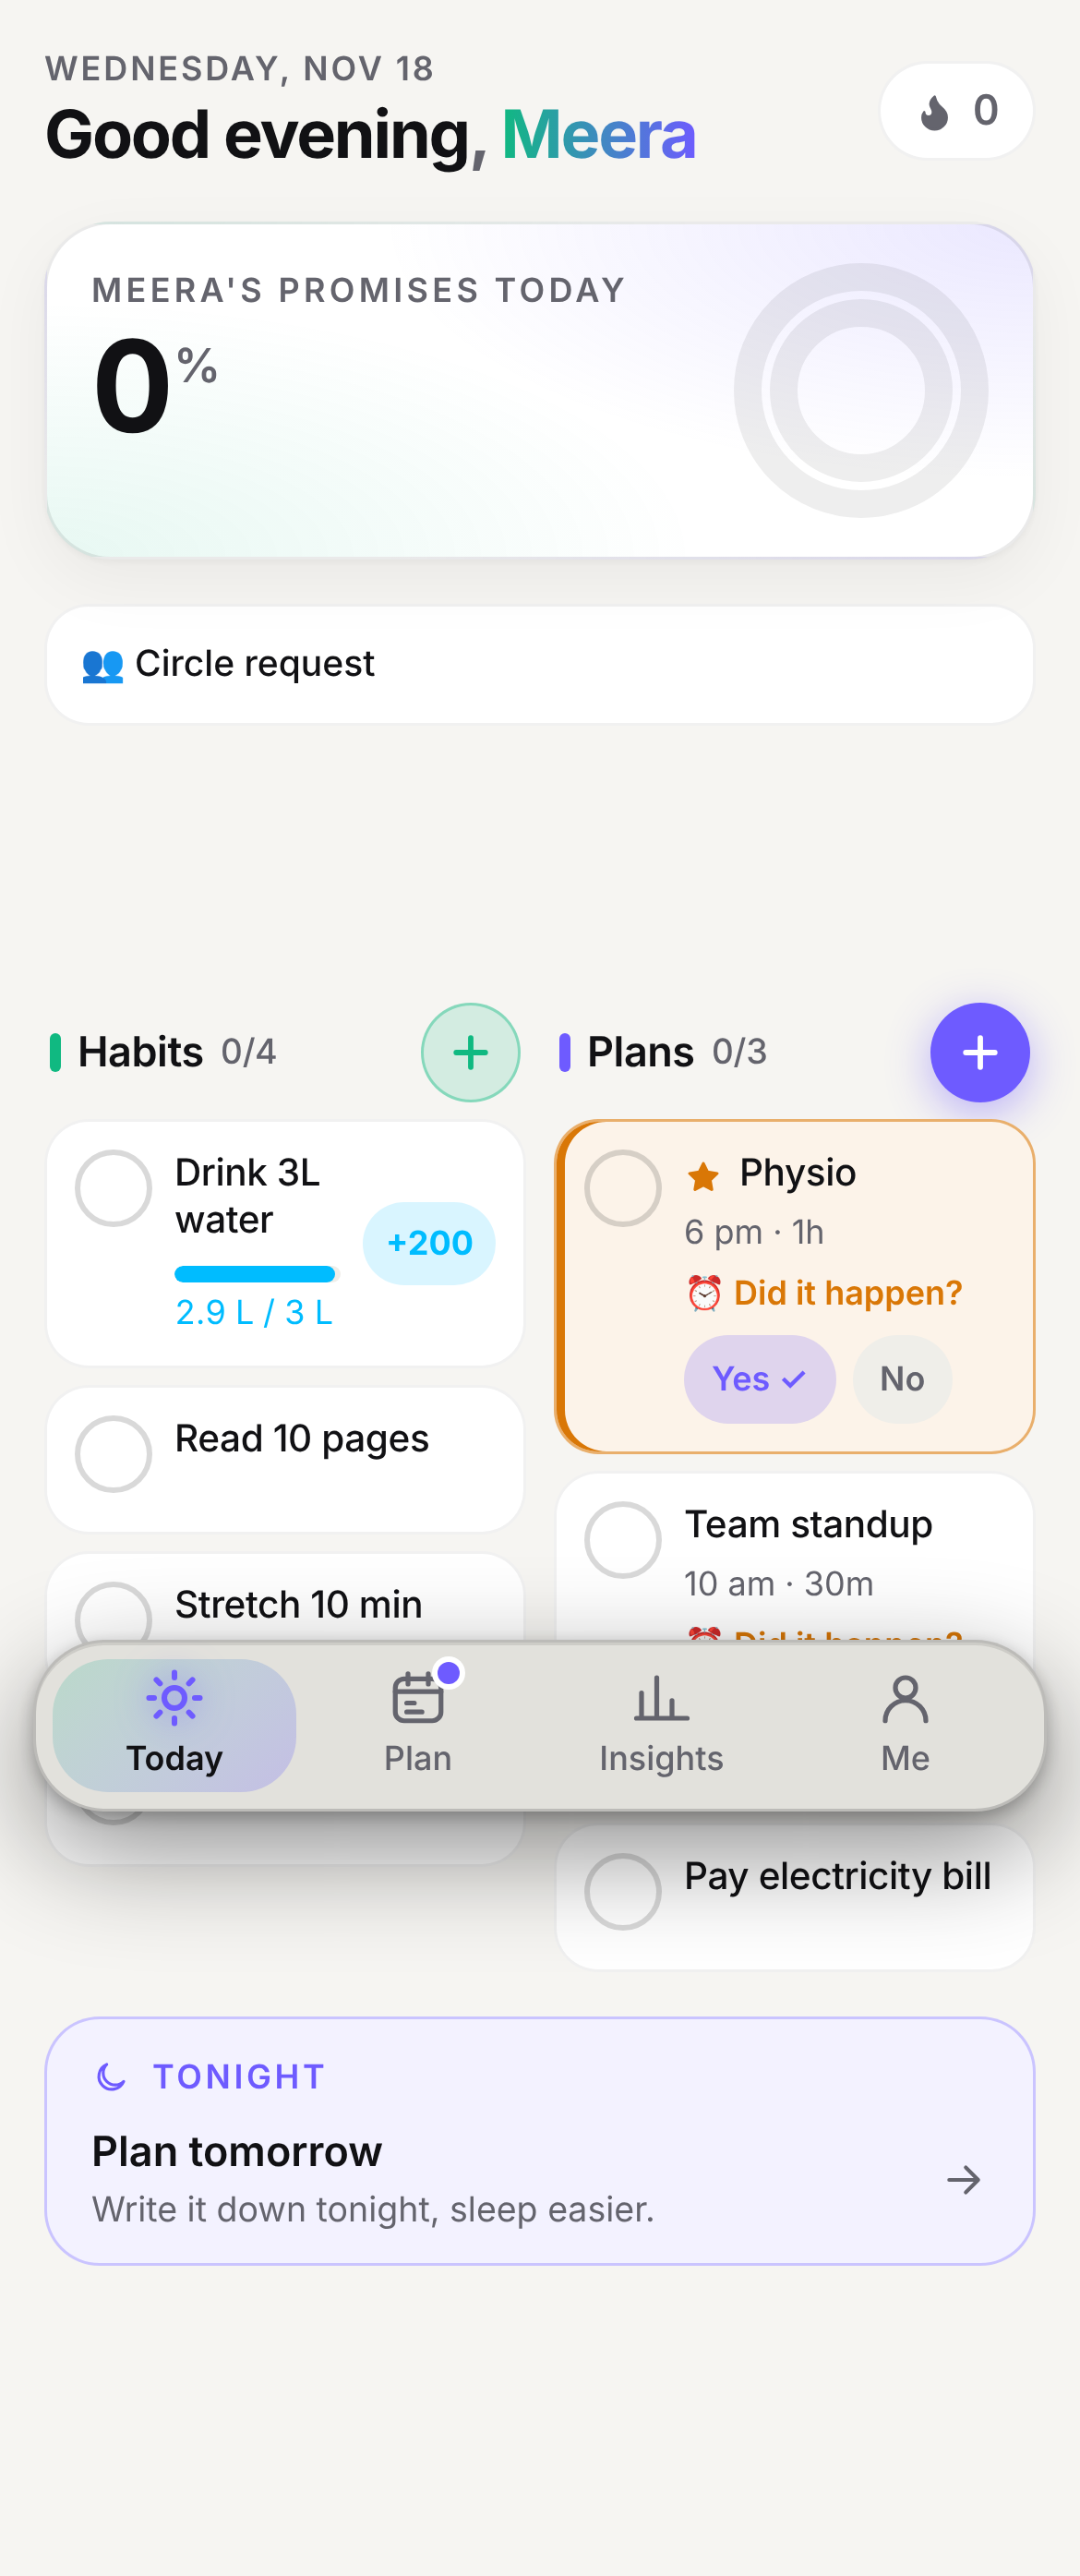 WEDNESDAY, NOV 18
Good evening, Meera
0
MEERA'S PROMISES TODAY
0%
👥 Circle request
Habits 0/4
Drink 3L
water
+200
2.9 L / 3 L
Read 10 pages
Stretch 10 min
Plans 0/3
Physio
6 pm · 1h
⏰ Did it happen?
Yes ✓
No
Team standup
10 am · 30m
⏰ Did it happen?
Pay electricity bill
Today
Plan
Insights
Me
TONIGHT
Plan tomorrow
Write it down tonight, sleep easier.